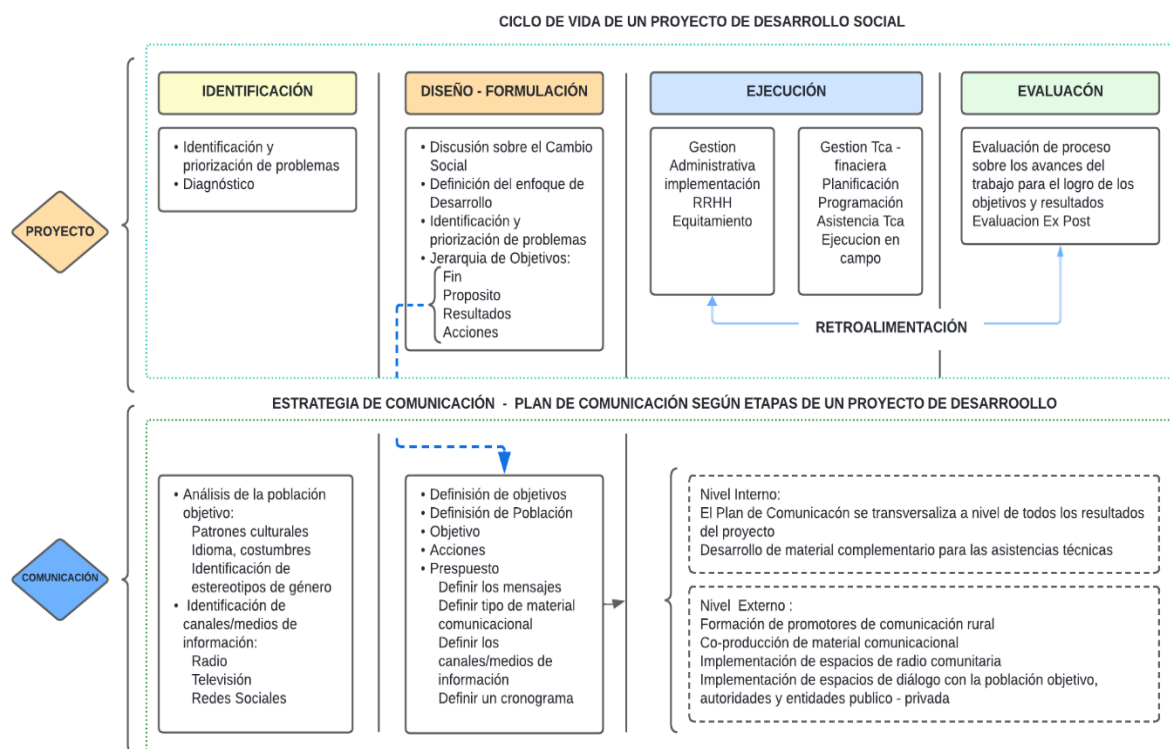 CICLO DE VIDA DE UN PROYECTO DE DESARROLLO SOCIAL
PROYECTO
IDENTIFICACIÓN
• Identificación y
priorización de problemas
• Diagnóstico
DISEÑO - FORMULACIÓN
• Discusión sobre el Cambio
Social
• Definición del enfoque de
Desarrollo
• Identificación y
priorización de problemas
• Jerarquia de Objetivos:
Fin
Proposito
Resultados
Acciones
EJECUCIÓN
Gestion
Administrativa
implementación
RRHH
Equitamiento
Gestion Tca -
finaciera
Planificación
Programación
Asistencia Tca
Ejecucion en
campo
EVALUACÓN
Evaluación de proceso
sobre los avances del
trabajo para el logro de los
objetivos y resultados
Evaluacion Ex Post
RETROALIMENTACIÓN
ESTRATEGIA DE COMUNICACIÓN - PLAN DE COMUNICACIÓN SEGÚN ETAPAS DE UN PROYECTO DE DESARROOLLO
COMUNICACIÓN
• Análisis de la población
objetivo:
Patrones culturales
Idioma, costumbres
Identificación de
estereotipos de género
• Identificación de
canales/medios de
información:
Radio
Televisión
Redes Sociales
• Definición de objetivos
• Definición de Población
• Objetivo
• Acciones
• Prespuesto
Definir los mensajes
Definir tipo de material
comunicacional
Definir los
canales/medios de
información
Definir un cronograma
Nivel Interno:
El Plan de Comunicacón se transversaliza a nivel de todos los resultados
del proyecto
Desarrollo de material complementario para las asistencias técnicas
Nivel Externo :
Formación de promotores de comunicación rural
Co-producción de material comunicacional
Implementación de espacios de radio comunitaria
Implementación de espacios de diálogo con la población objetivo,
autoridades y entidades publico - privada